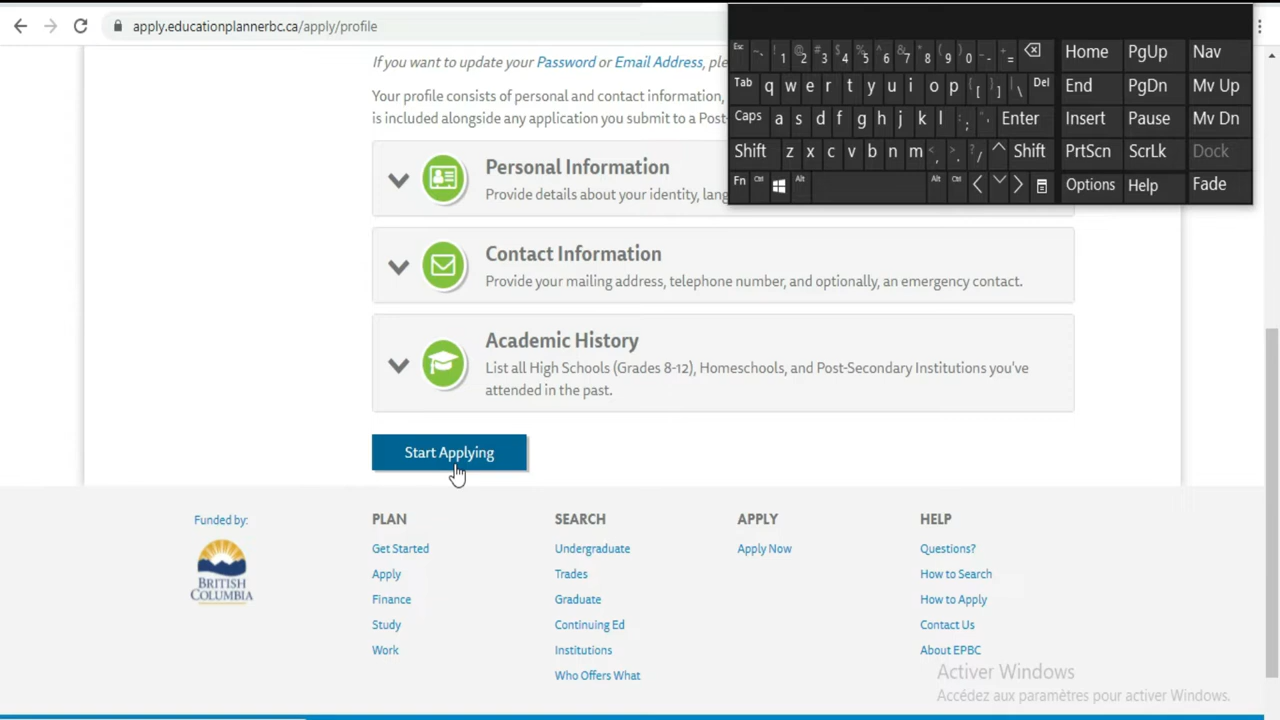 apply.educationplannerbc.ca/apply/profile
If you want to update your Password or Email Address, ple
Your profile consists of personal and contact information,
is included alongside any application you submit to a Post-
Personal Information
Provide details about your identity, lang
Contact Information
Provide your mailing address, telephone number, and optionally, an emergency contact.
Academic History
List all High Schools (Grades 8-12), Homeschools, and Post-Secondary Institutions you've
attended in the past.
Start Applying
Funded by:
BRITISH
COLUMBIA
PLAN
Get Started
Apply
Finance
Study
Work
SEARCH
Undergraduate
Trades
Graduate
Continuing Ed
Institutions
Who Offers What
APPLY
Apply Now
HELP
Questions?
How to Search
How to Apply
Contact Us
About EPBC
Activer Windows
Accédez aux paramètres pour activer Windows.
Esc ~ ` ! 1 @ 2 # 3 $ 4 % 5 ^ 6 & 7 * 8 ( 9 ) 0 _ - + = Home PgUp Nav
Tab q w e r t y u i o p { [ } ] | \ Del End PgDn Mv Up
Caps a s d f g h j k l : ; " ' Enter Insert Pause Mv Dn
Shift z x c v b n m < , > . ? / Shift PrtScn ScrLk Dock
Fn Ctrl Alt Alt Ctrl Options Help Fade